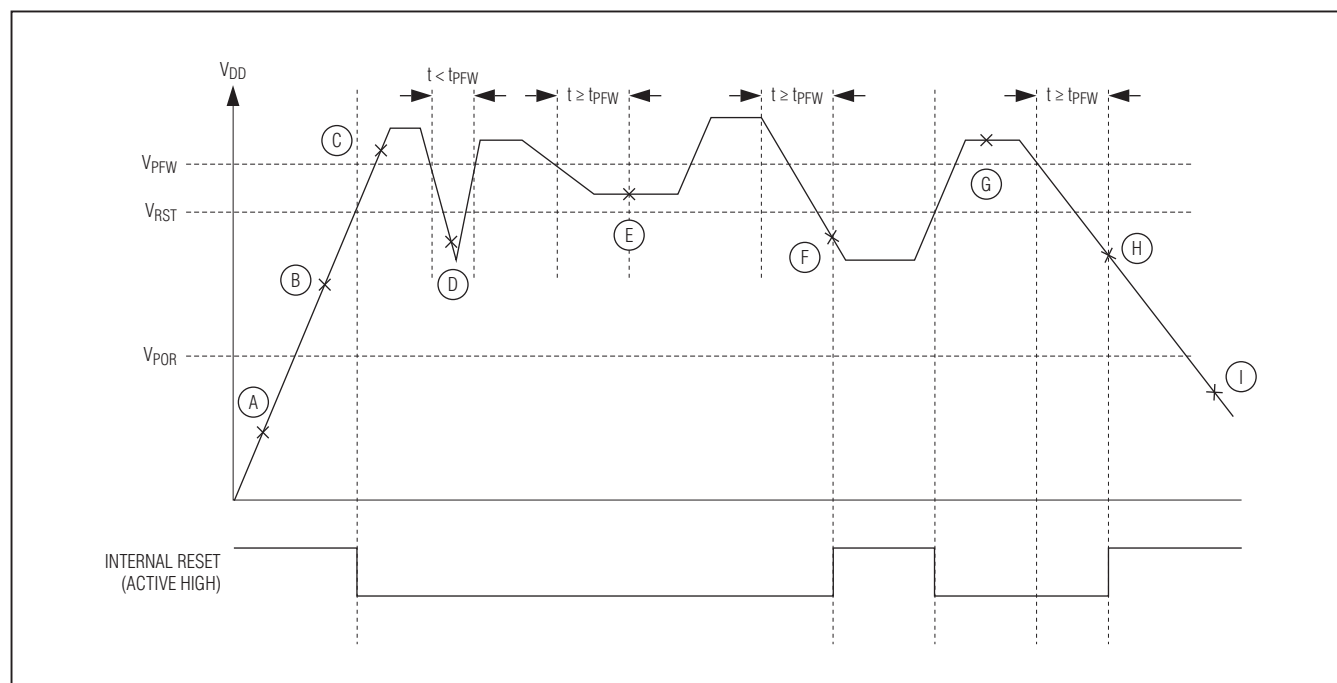 VDD
t < tPFW
t ≥ tPFW
t ≥ tPFW
t ≥ tPFW
C
VPFW
G
VRST
E
F
H
B
D
VPOR
I
A
INTERNAL RESET
(ACTIVE HIGH)